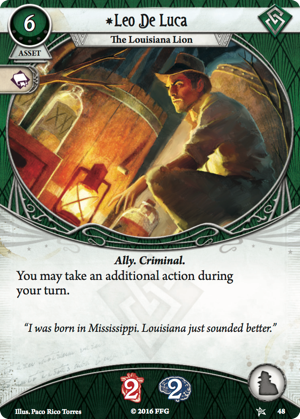 6
*Leo De Luca
ASSET
The Louisiana Lion
Ally. Criminal.
You may take an additional action during
your turn.
"I was born in Mississippi. Louisiana just sounded better."
2 2
Illus. Paco Rico Torres
© 2016 FFG
48